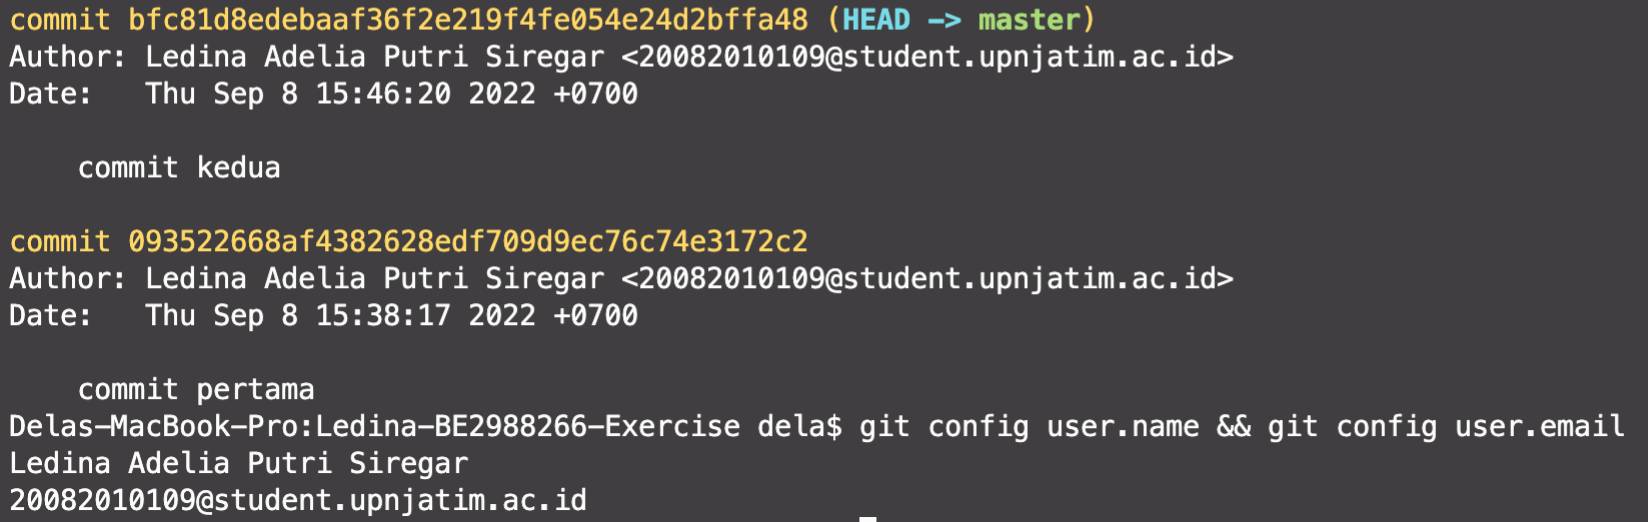 commit bfc81d8edebaaf36f2e219f4fe054e24d2bffa48 (HEAD -> master)
Author: Ledina Adelia Putri Siregar <20082010109@student.upnjatim.ac.id>
Date:   Thu Sep 8 15:46:20 2022 +0700
    commit kedua
commit 093522668af4382628edf709d9ec76c74e3172c2
Author: Ledina Adelia Putri Siregar <20082010109@student.upnjatim.ac.id>
Date:   Thu Sep 8 15:38:17 2022 +0700
    commit pertama
Delas-MacBook-Pro:Ledina-BE2988266-Exercise dela$ git config user.name && git config user.email
Ledina Adelia Putri Siregar
20082010109@student.upnjatim.ac.id